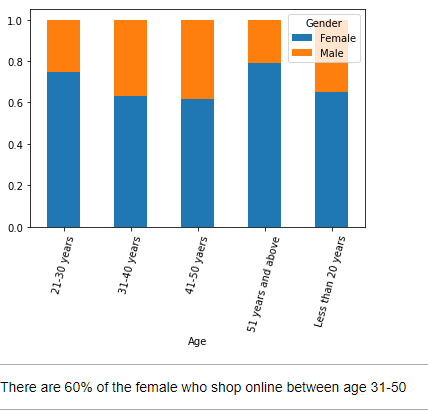 1.0
0.8
0.6
0.4
0.2
0.0
Gender
Female
Male
21-30 years
31-40 years
41-50 yaers
51 years and above
Less than 20 years
Age
There are 60% of the female who shop online between age 31-50